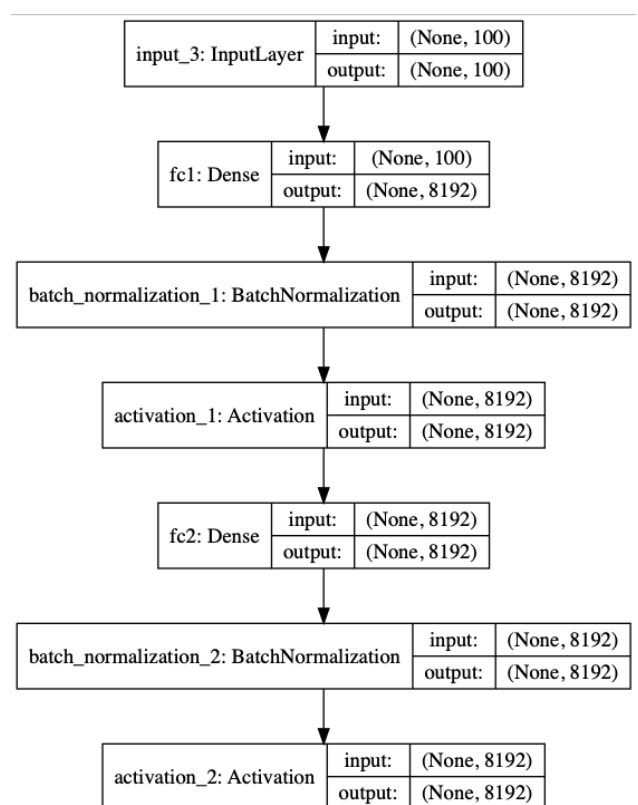 input_3: InputLayer
input: (None, 100)
output: (None, 100)
fc1: Dense
input: (None, 100)
output: (None, 8192)
batch_normalization_1: BatchNormalization
input: (None, 8192)
output: (None, 8192)
activation_1: Activation
input: (None, 8192)
output: (None, 8192)
fc2: Dense
input: (None, 8192)
output: (None, 8192)
batch_normalization_2: BatchNormalization
input: (None, 8192)
output: (None, 8192)
activation_2: Activation
input: (None, 8192)
output: (None, 8192)